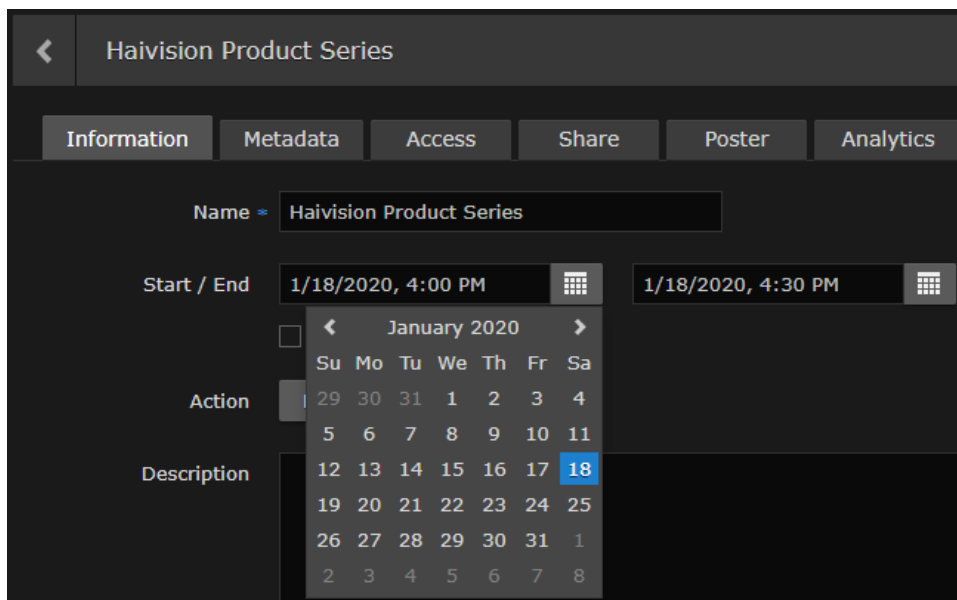 Haivision Product Series
Information Metadata Access Share Poster Analytics
Name * Haivision Product Series
Start / End 1/18/2020, 4:00 PM 1/18/2020, 4:30 PM
January 2020
Su Mo Tu We Th Fr Sa
29 30 31 1 2 3 4
Action
5 6 7 8 9 10 11
Description
12 13 14 15 16 17 18
19 20 21 22 23 24 25
26 27 28 29 30 31 1
2 3 4 5 6 7 8